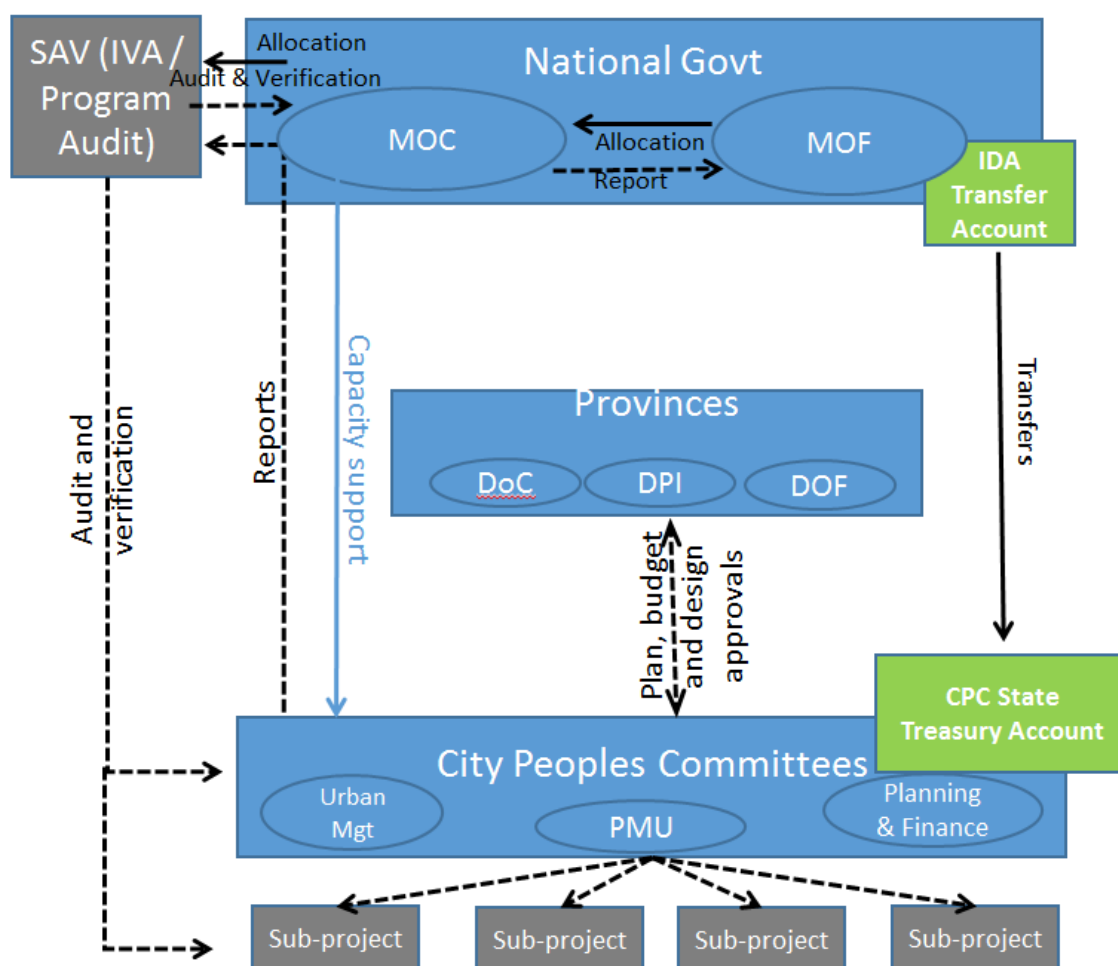 SAV (IVA /
Program
Audit)
Allocation
Audit & Verification
National Govt
MOC
MOF
Allocation
Report
IDA
Transfer
Account
Capacity support
Reports
Audit and
verification
Transfers
Provinces
DoC
DPI
DOF
Plan, budget
and design
approvals
CPC State
Treasury Account
City Peoples Committees
Urban
Mgt
PMU
Planning
& Finance
Sub-project
Sub-project
Sub-project
Sub-project